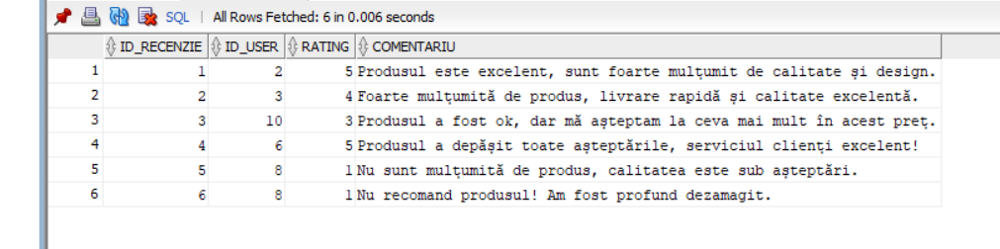 SQL | All Rows Fetched: 6 in 0.006 seconds
ID_RECENZIE ID_USER RATING COMENTARIU
1 1 2 5 Produsul este excelent, sunt foarte mulțumit de calitate și design.
2 2 3 4 Foarte mulțumită de produs, livrare rapidă și calitate excelentă.
3 3 10 3 Produsul a fost ok, dar mă așteptam la ceva mai mult în acest preț.
4 4 6 5 Produsul a depășit toate așteptările, serviciul clienți excelent!
5 5 8 1 Nu sunt mulțumită de produs, calitatea este sub așteptări.
6 6 8 1 Nu recomand produsul! Am fost profund dezamagit.